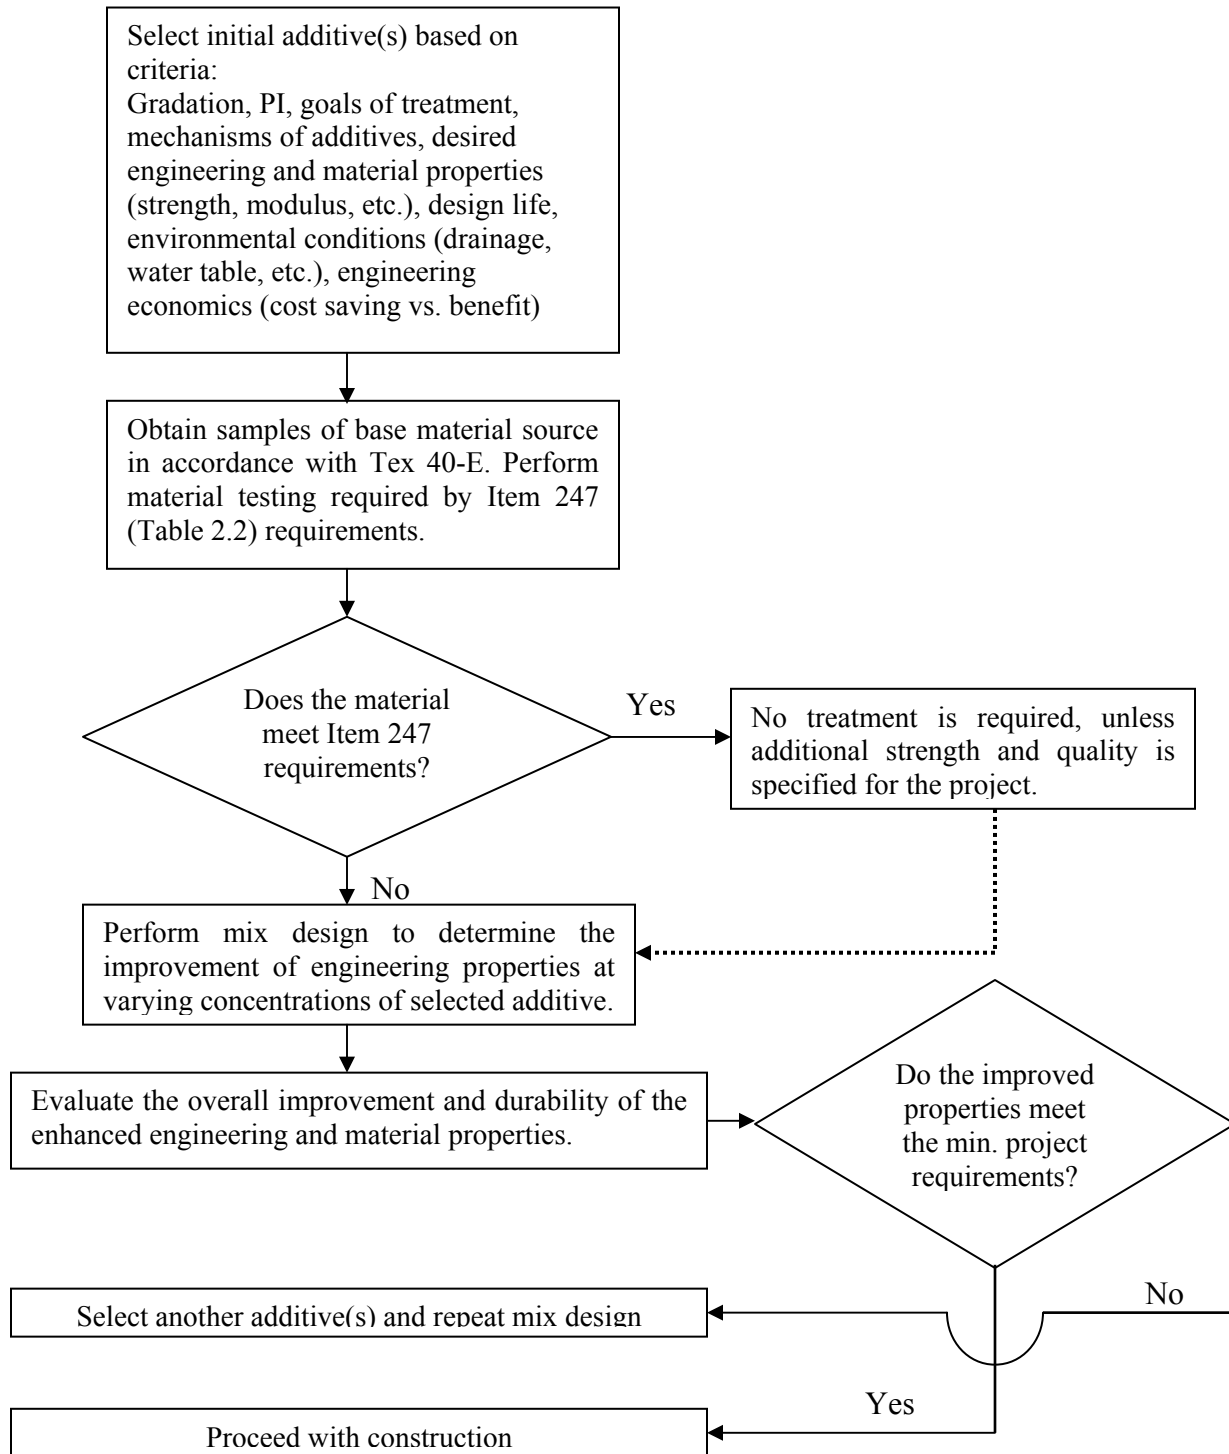 Select initial additive(s) based on
criteria:
Gradation, PI, goals of treatment,
mechanisms of additives, desired
engineering and material properties
(strength, modulus, etc.), design life,
environmental conditions (drainage,
water table, etc.), engineering
economics (cost saving vs. benefit)
Obtain samples of base material source
in accordance with Tex 40-E. Perform
material testing required by Item 247
(Table 2.2) requirements.
Does the material
meet Item 247
requirements?
Yes
No treatment is required, unless
additional strength and quality is
specified for the project.
No
Perform mix design to determine the
improvement of engineering properties at
varying concentrations of selected additive.
Evaluate the overall improvement and durability of the
enhanced engineering and material properties.
Do the improved
properties meet
the min. project
requirements?
No
Select another additive(s) and repeat mix design
Yes
Proceed with construction